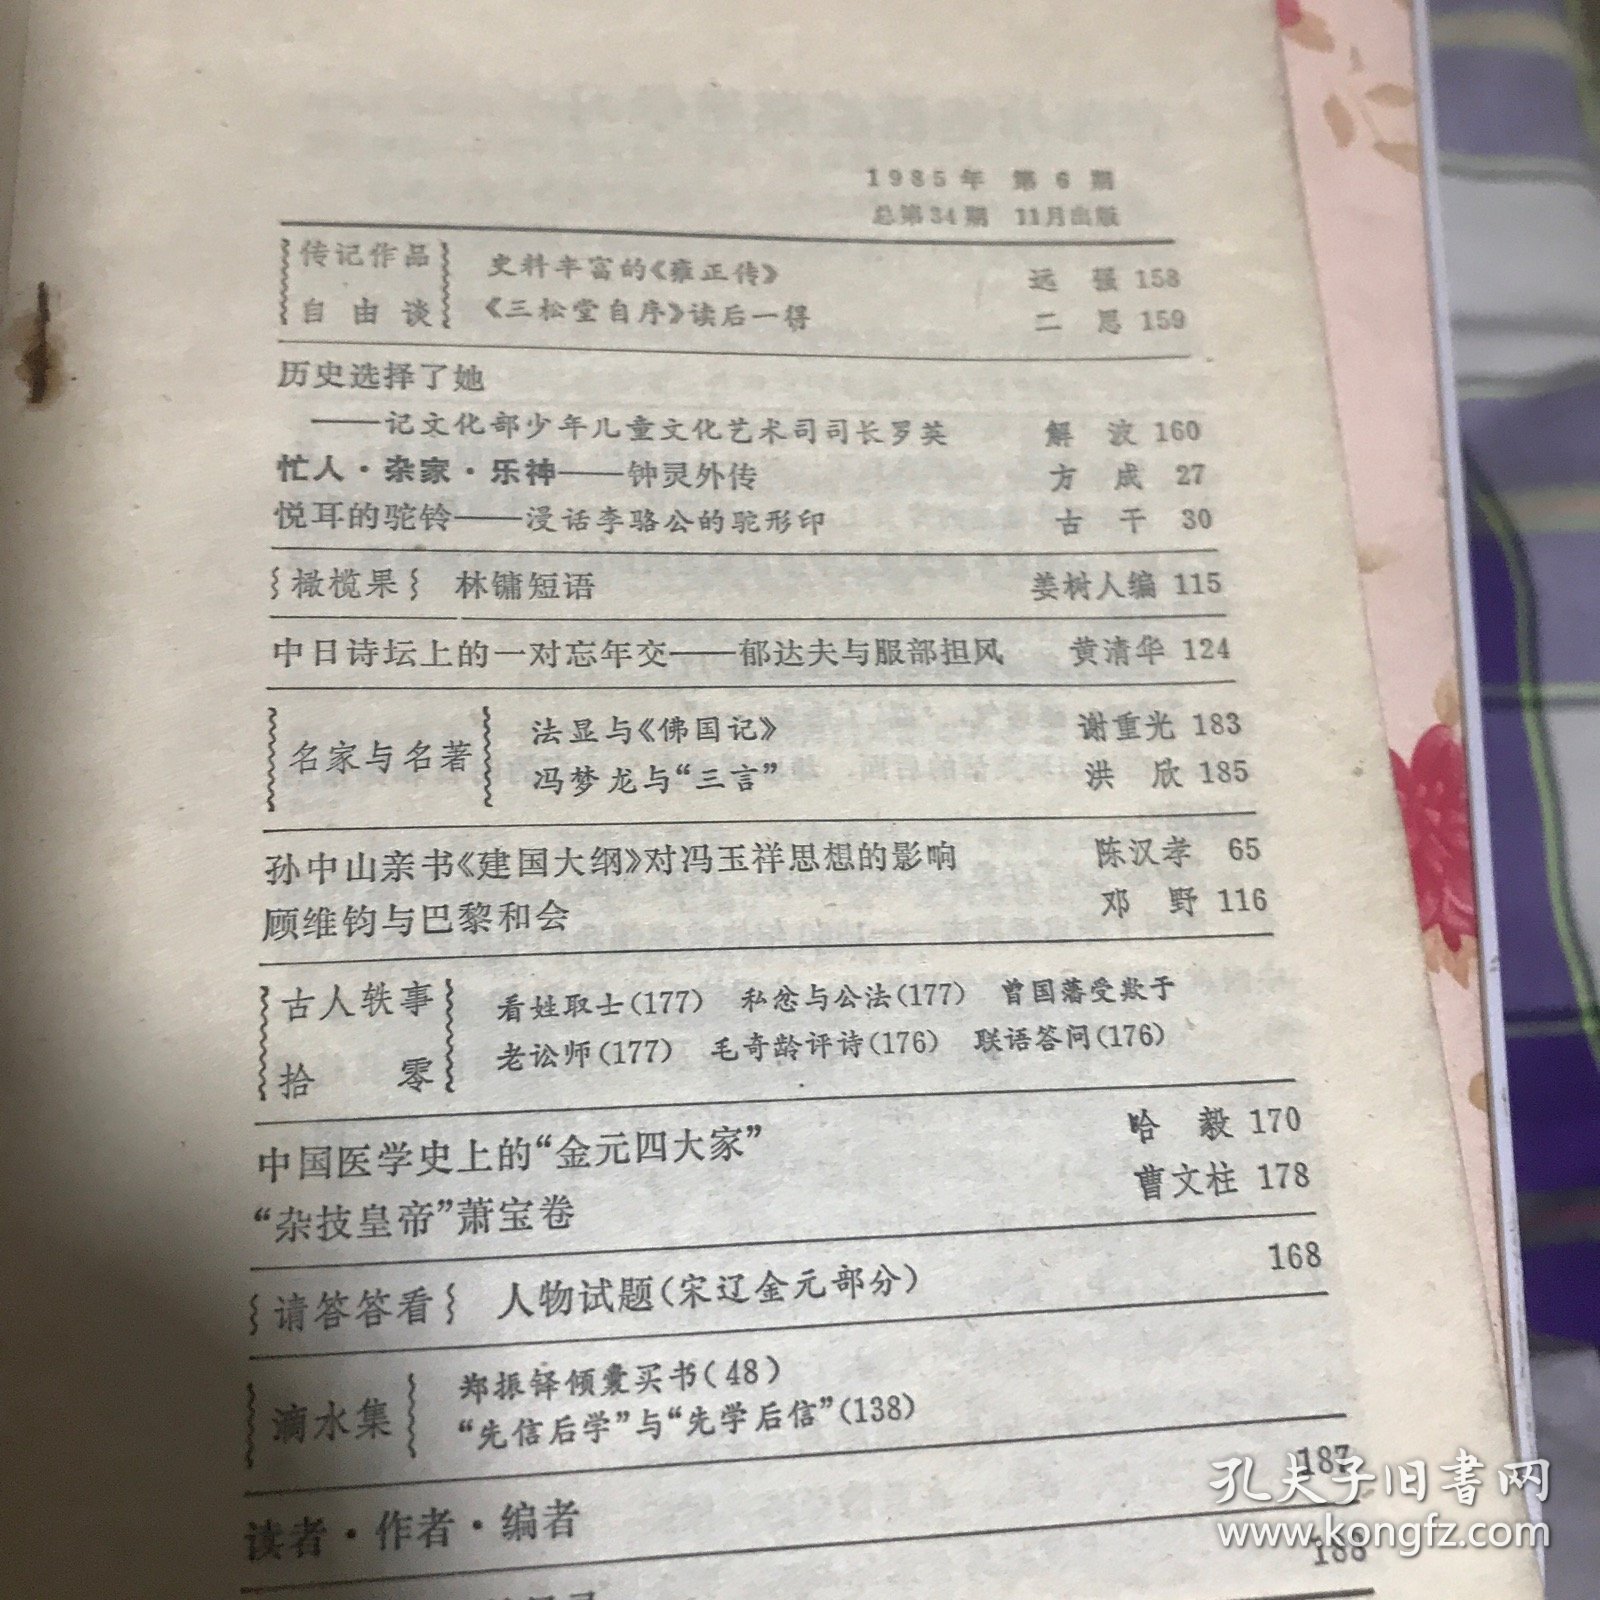 1985年 第6期
总第34期 11月出版
传记作品
自由谈
史料丰富的《雍正传》 远强 158
《三松堂自序》读后一得 二思 159
历史选择了她
——记文化部少年儿童文化艺术司司长罗英 解波 160
忙人·杂家·乐神——钟灵外传 方成 27
悦耳的驼铃——漫话李骆公的驼形印 古干 30
橄榄果 林镛短语 姜树人编 115
中日诗坛上的一对忘年交——郁达夫与服部担风 黄清华 124
名家与名著
法显与《佛国记》 谢重光 183
冯梦龙与“三言” 洪欣 185
孙中山亲书《建国大纲》对冯玉祥思想的影响 陈汉孝 65
顾维钧与巴黎和会 邓野 116
古人轶事
拾零
看姓取士(177) 私忿与公法(177) 曾国藩受欺于
老讼师(177) 毛奇龄评诗(176) 联语答问(176)
中国医学史上的“金元四大家” 哈毅 170
“杂技皇帝”萧宝卷 曹文柱 178
请答答看 人物试题(宋辽金元部分) 168
滴水集
郑振铎倾囊买书(48)
“先信后学”与“先学后信”(138)
读者·作者·编者 187
188
孔夫子旧书网
www.kongfz.com